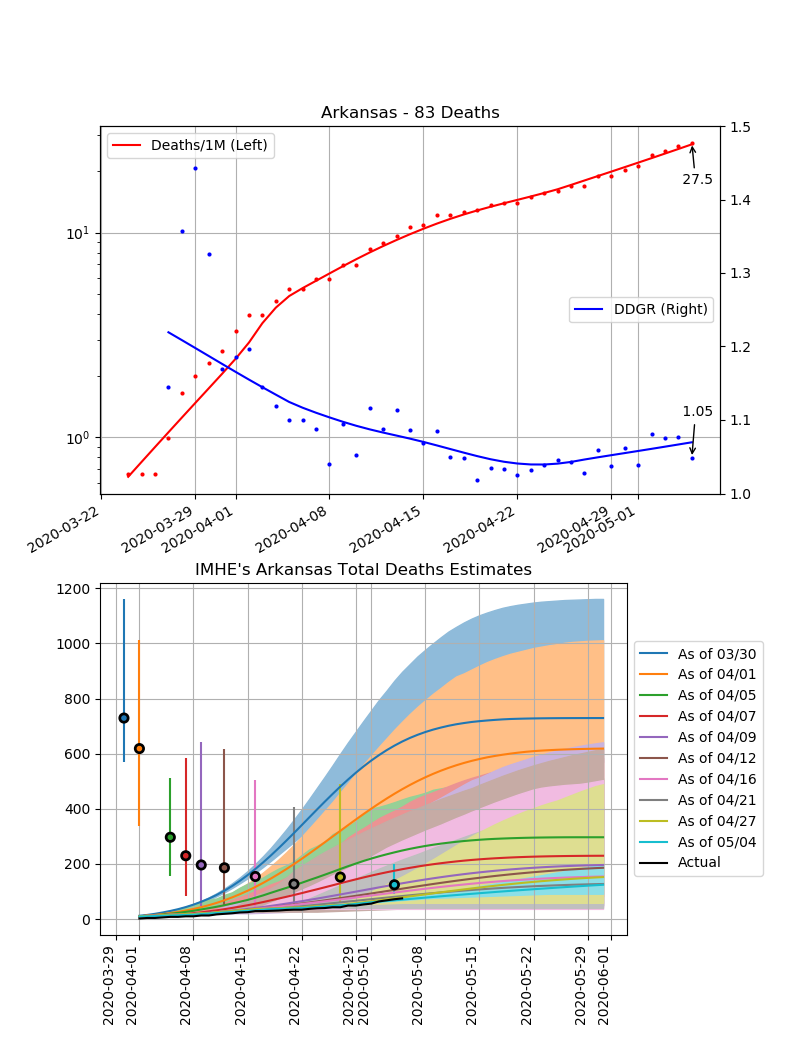 Arkansas - 83 Deaths
Deaths/1M (Left)
DDGR (Right)
27.5
1.05
10¹
10⁰
1.5
1.4
1.3
1.2
1.1
1.0
2020-03-22
2020-03-29
2020-04-01
2020-04-08
2020-04-15
2020-04-22
2020-04-29
2020-05-01
IMHE's Arkansas Total Deaths Estimates
1200
1000
800
600
400
200
0
2020-03-29
2020-04-01
2020-04-08
2020-04-15
2020-04-22
2020-04-29
2020-05-01
2020-05-08
2020-05-15
2020-05-22
2020-05-29
2020-06-01
As of 03/30
As of 04/01
As of 04/05
As of 04/07
As of 04/09
As of 04/12
As of 04/16
As of 04/21
As of 04/27
As of 05/04
Actual